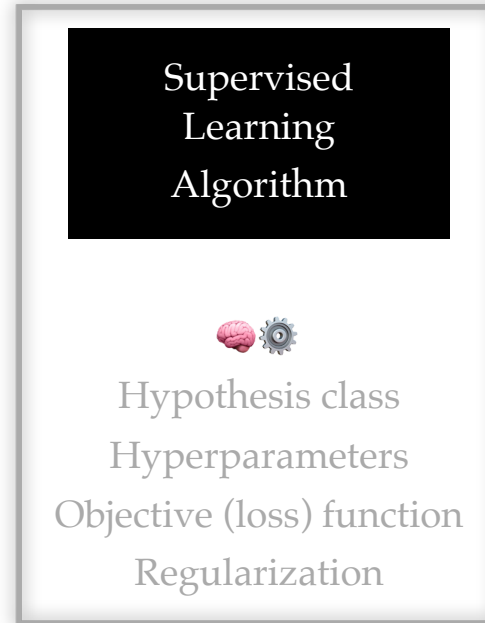 Supervised
Learning
Algorithm
Hypothesis class
Hyperparameters
Objective (loss) function
Regularization